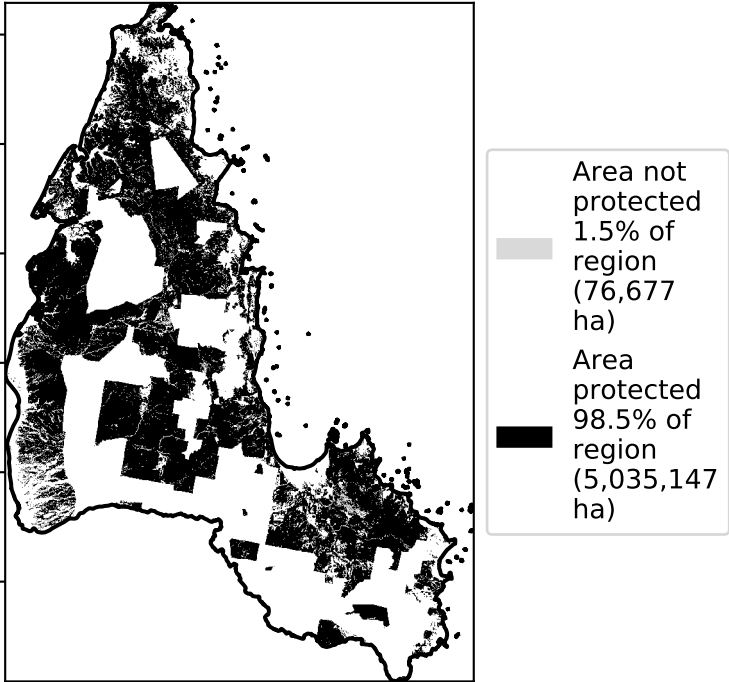 Area not
protected
1.5% of
region
(76,677
ha)
Area
protected
98.5% of
region
(5,035,147
ha)